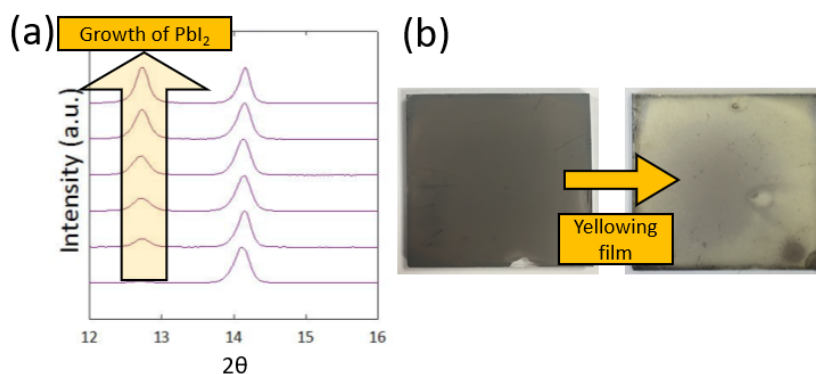 (a)
Growth of PbI₂
Intensity (a.u.)
12 13 14 15 16
2θ
(b)
Yellowing
film